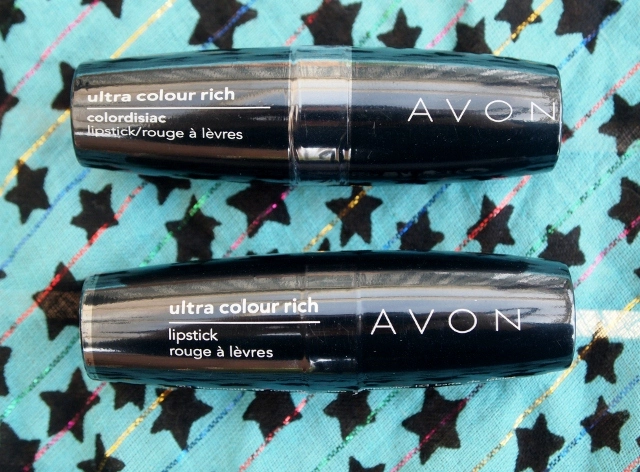 ultra colour rich
colordisiac
lipstick/rouge à lèvres
AVON
ultra colour rich
lipstick
rouge à lèvres
AVON